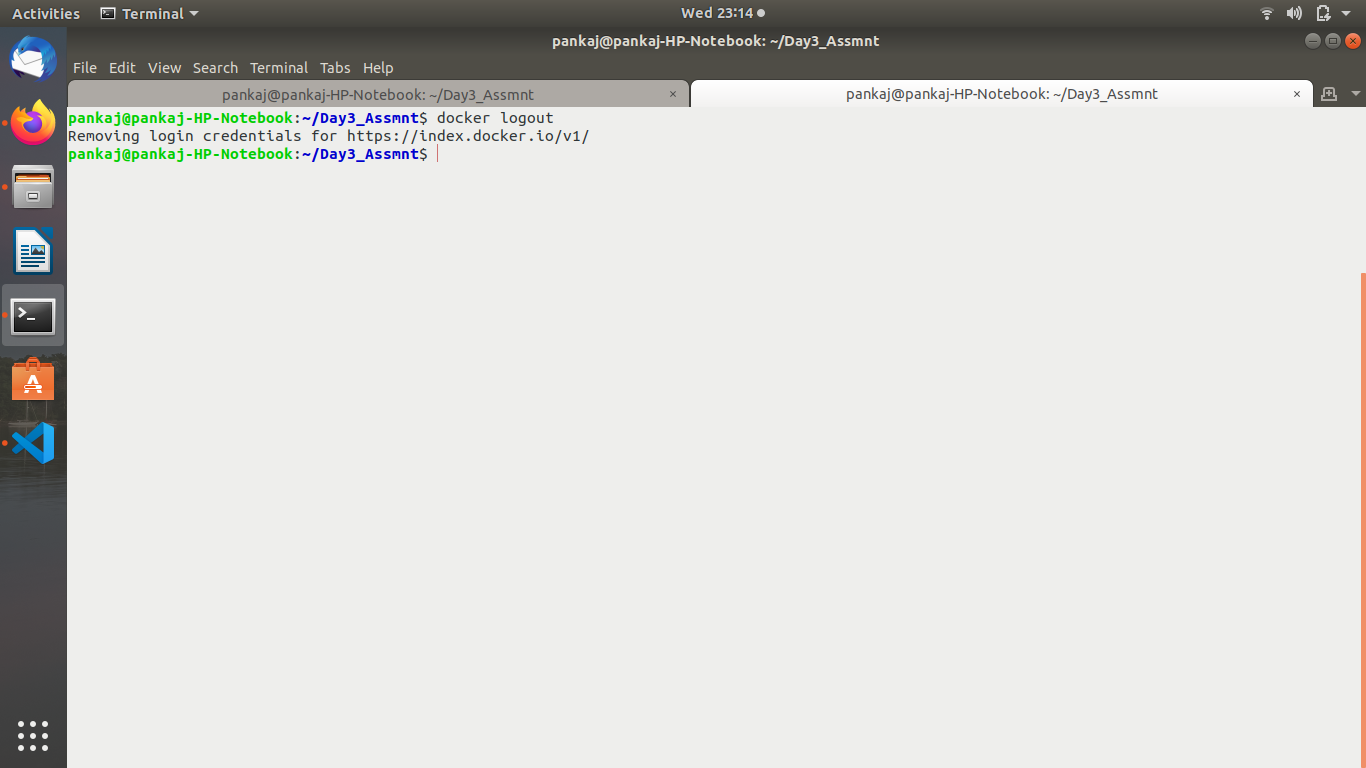 Activities Terminal Wed 23:14
pankaj@pankaj-HP-Notebook: ~/Day3_Assmnt
File Edit View Search Terminal Tabs Help
pankaj@pankaj-HP-Notebook: ~/Day3_Assmnt × pankaj@pankaj-HP-Notebook: ~/Day3_Assmnt ×
pankaj@pankaj-HP-Notebook:~/Day3_Assmnt$ docker logout
Removing login credentials for https://index.docker.io/v1/
pankaj@pankaj-HP-Notebook:~/Day3_Assmnt$